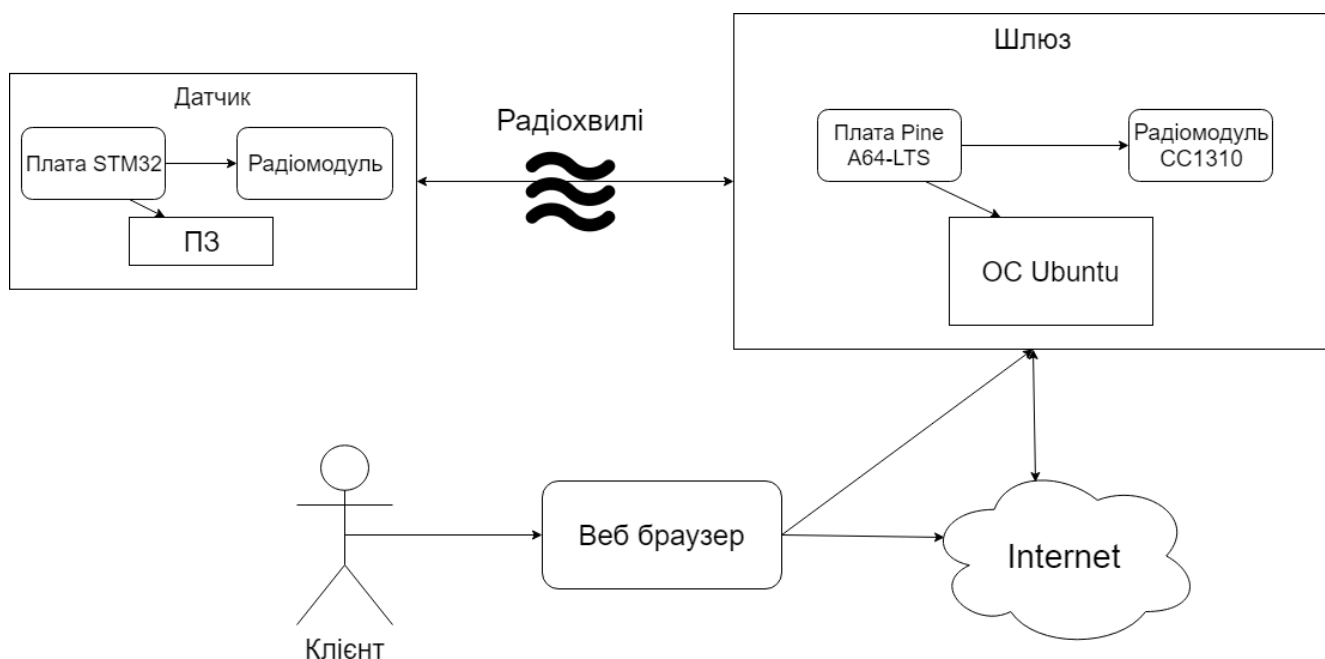 Шлюз
Датчик
Радіохвилі
Плата STM32
Радіомодуль
ПЗ
Плата Pine
A64-LTS
Радіомодуль
CC1310
ОС Ubuntu
Веб браузер
Internet
Клієнт